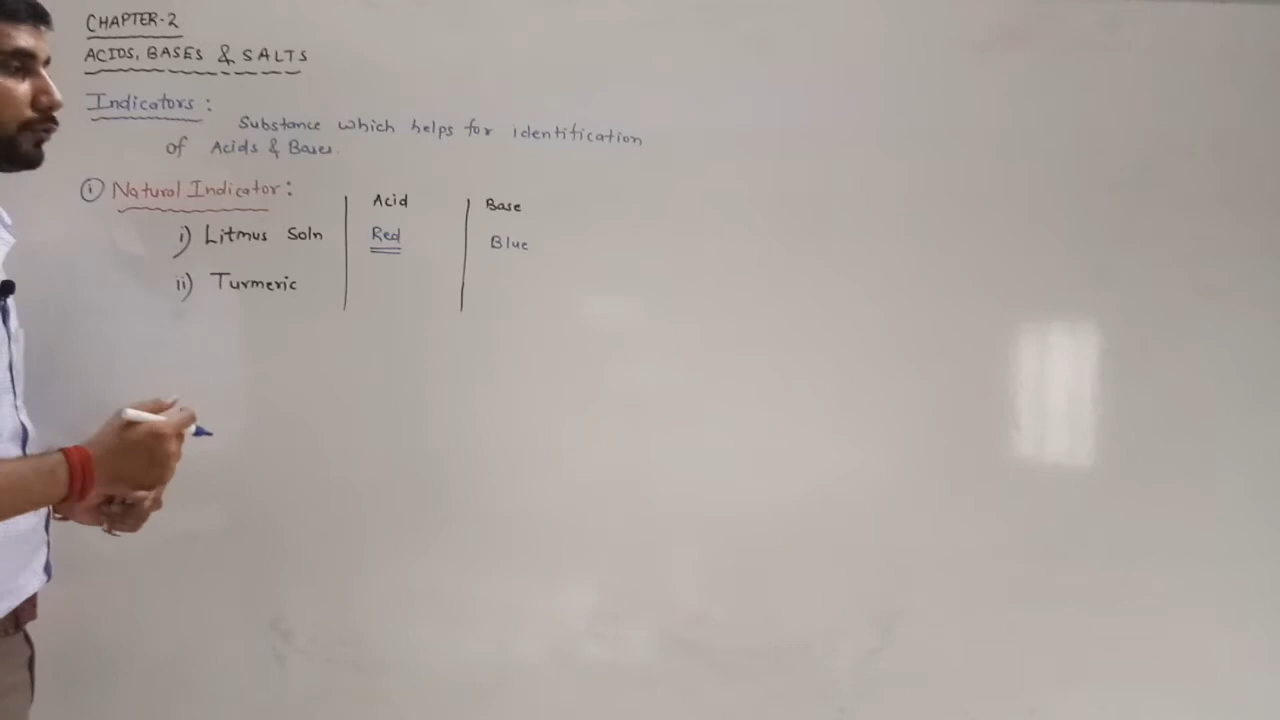 CHAPTER-2
ACIDS, BASES & SALTS
Indicators:
Substance which helps for identification
of Acids & Bases.
① Natural Indicator: Acid Base
i) Litmus Soln Red Blue
ii) Turmeric